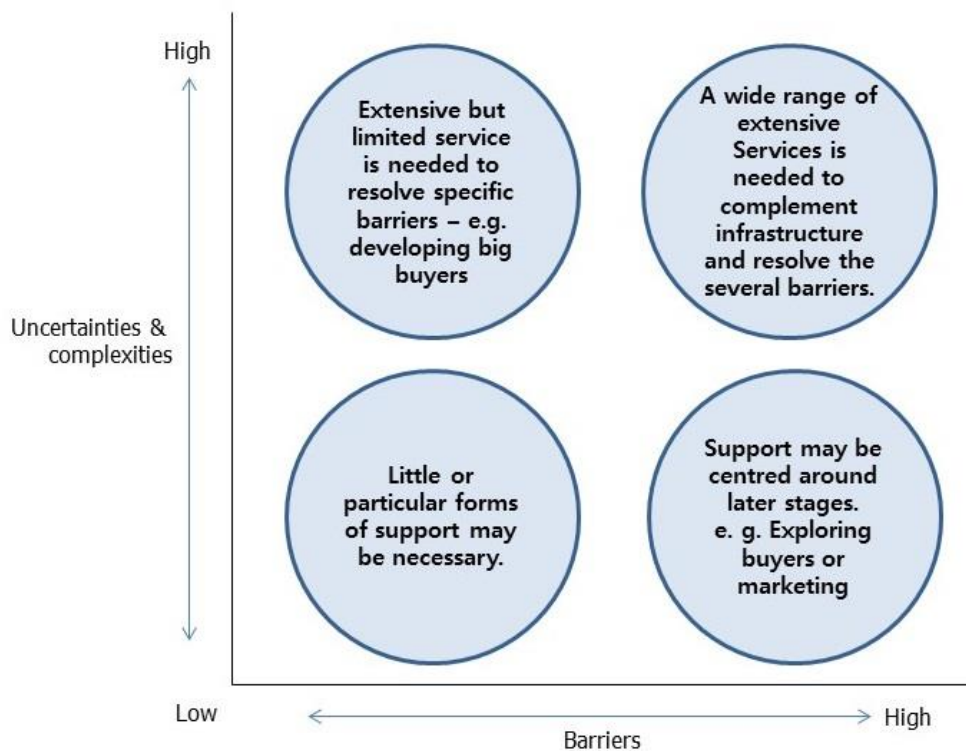 High
Extensive but
limited service
is needed to
resolve specific
barriers – e.g.
developing big
buyers
A wide range of
extensive
Services is
needed to
complement
infrastructure
and resolve the
several barriers.
Uncertainties &
complexities
Little or
particular forms
of support may
be necessary.
Support may be
centred around
later stages.
e. g. Exploring
buyers or
marketing
Low
High
Barriers